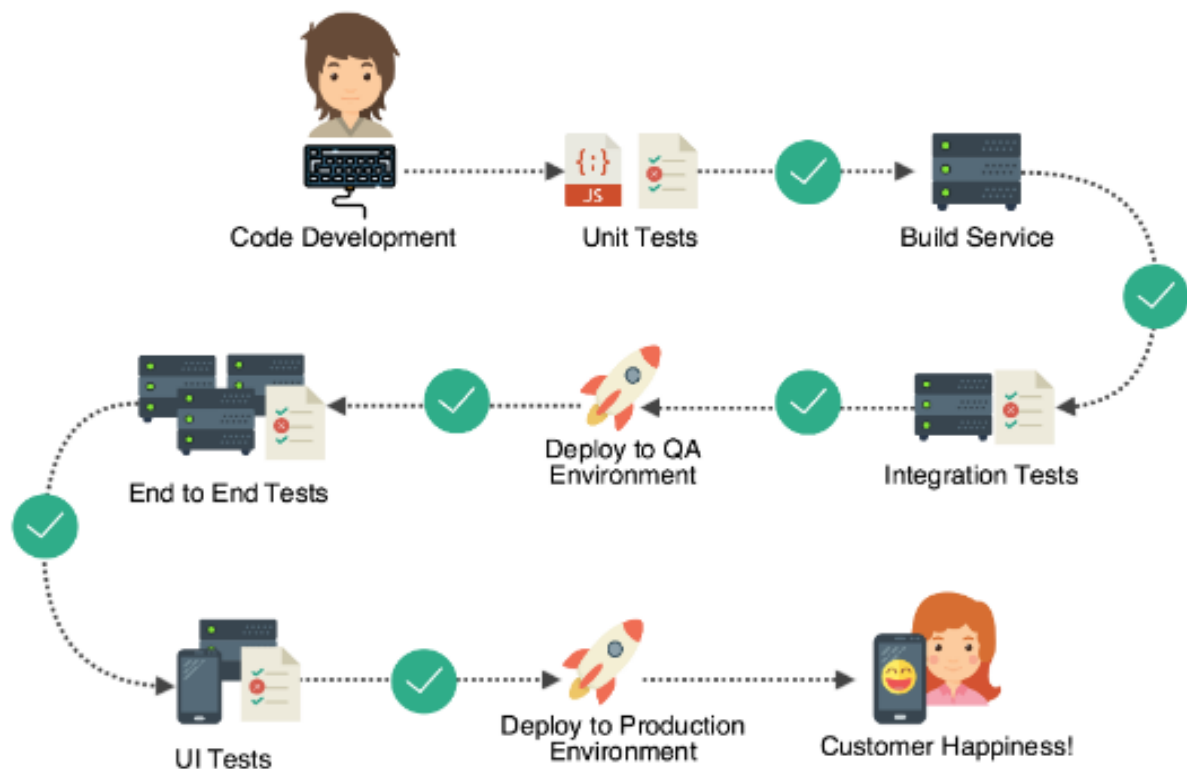 {;}
JS
Code Development
Unit Tests
Build Service
End to End Tests
Deploy to QA
Environment
Integration Tests
UI Tests
Deploy to Production
Environment
Customer Happiness!